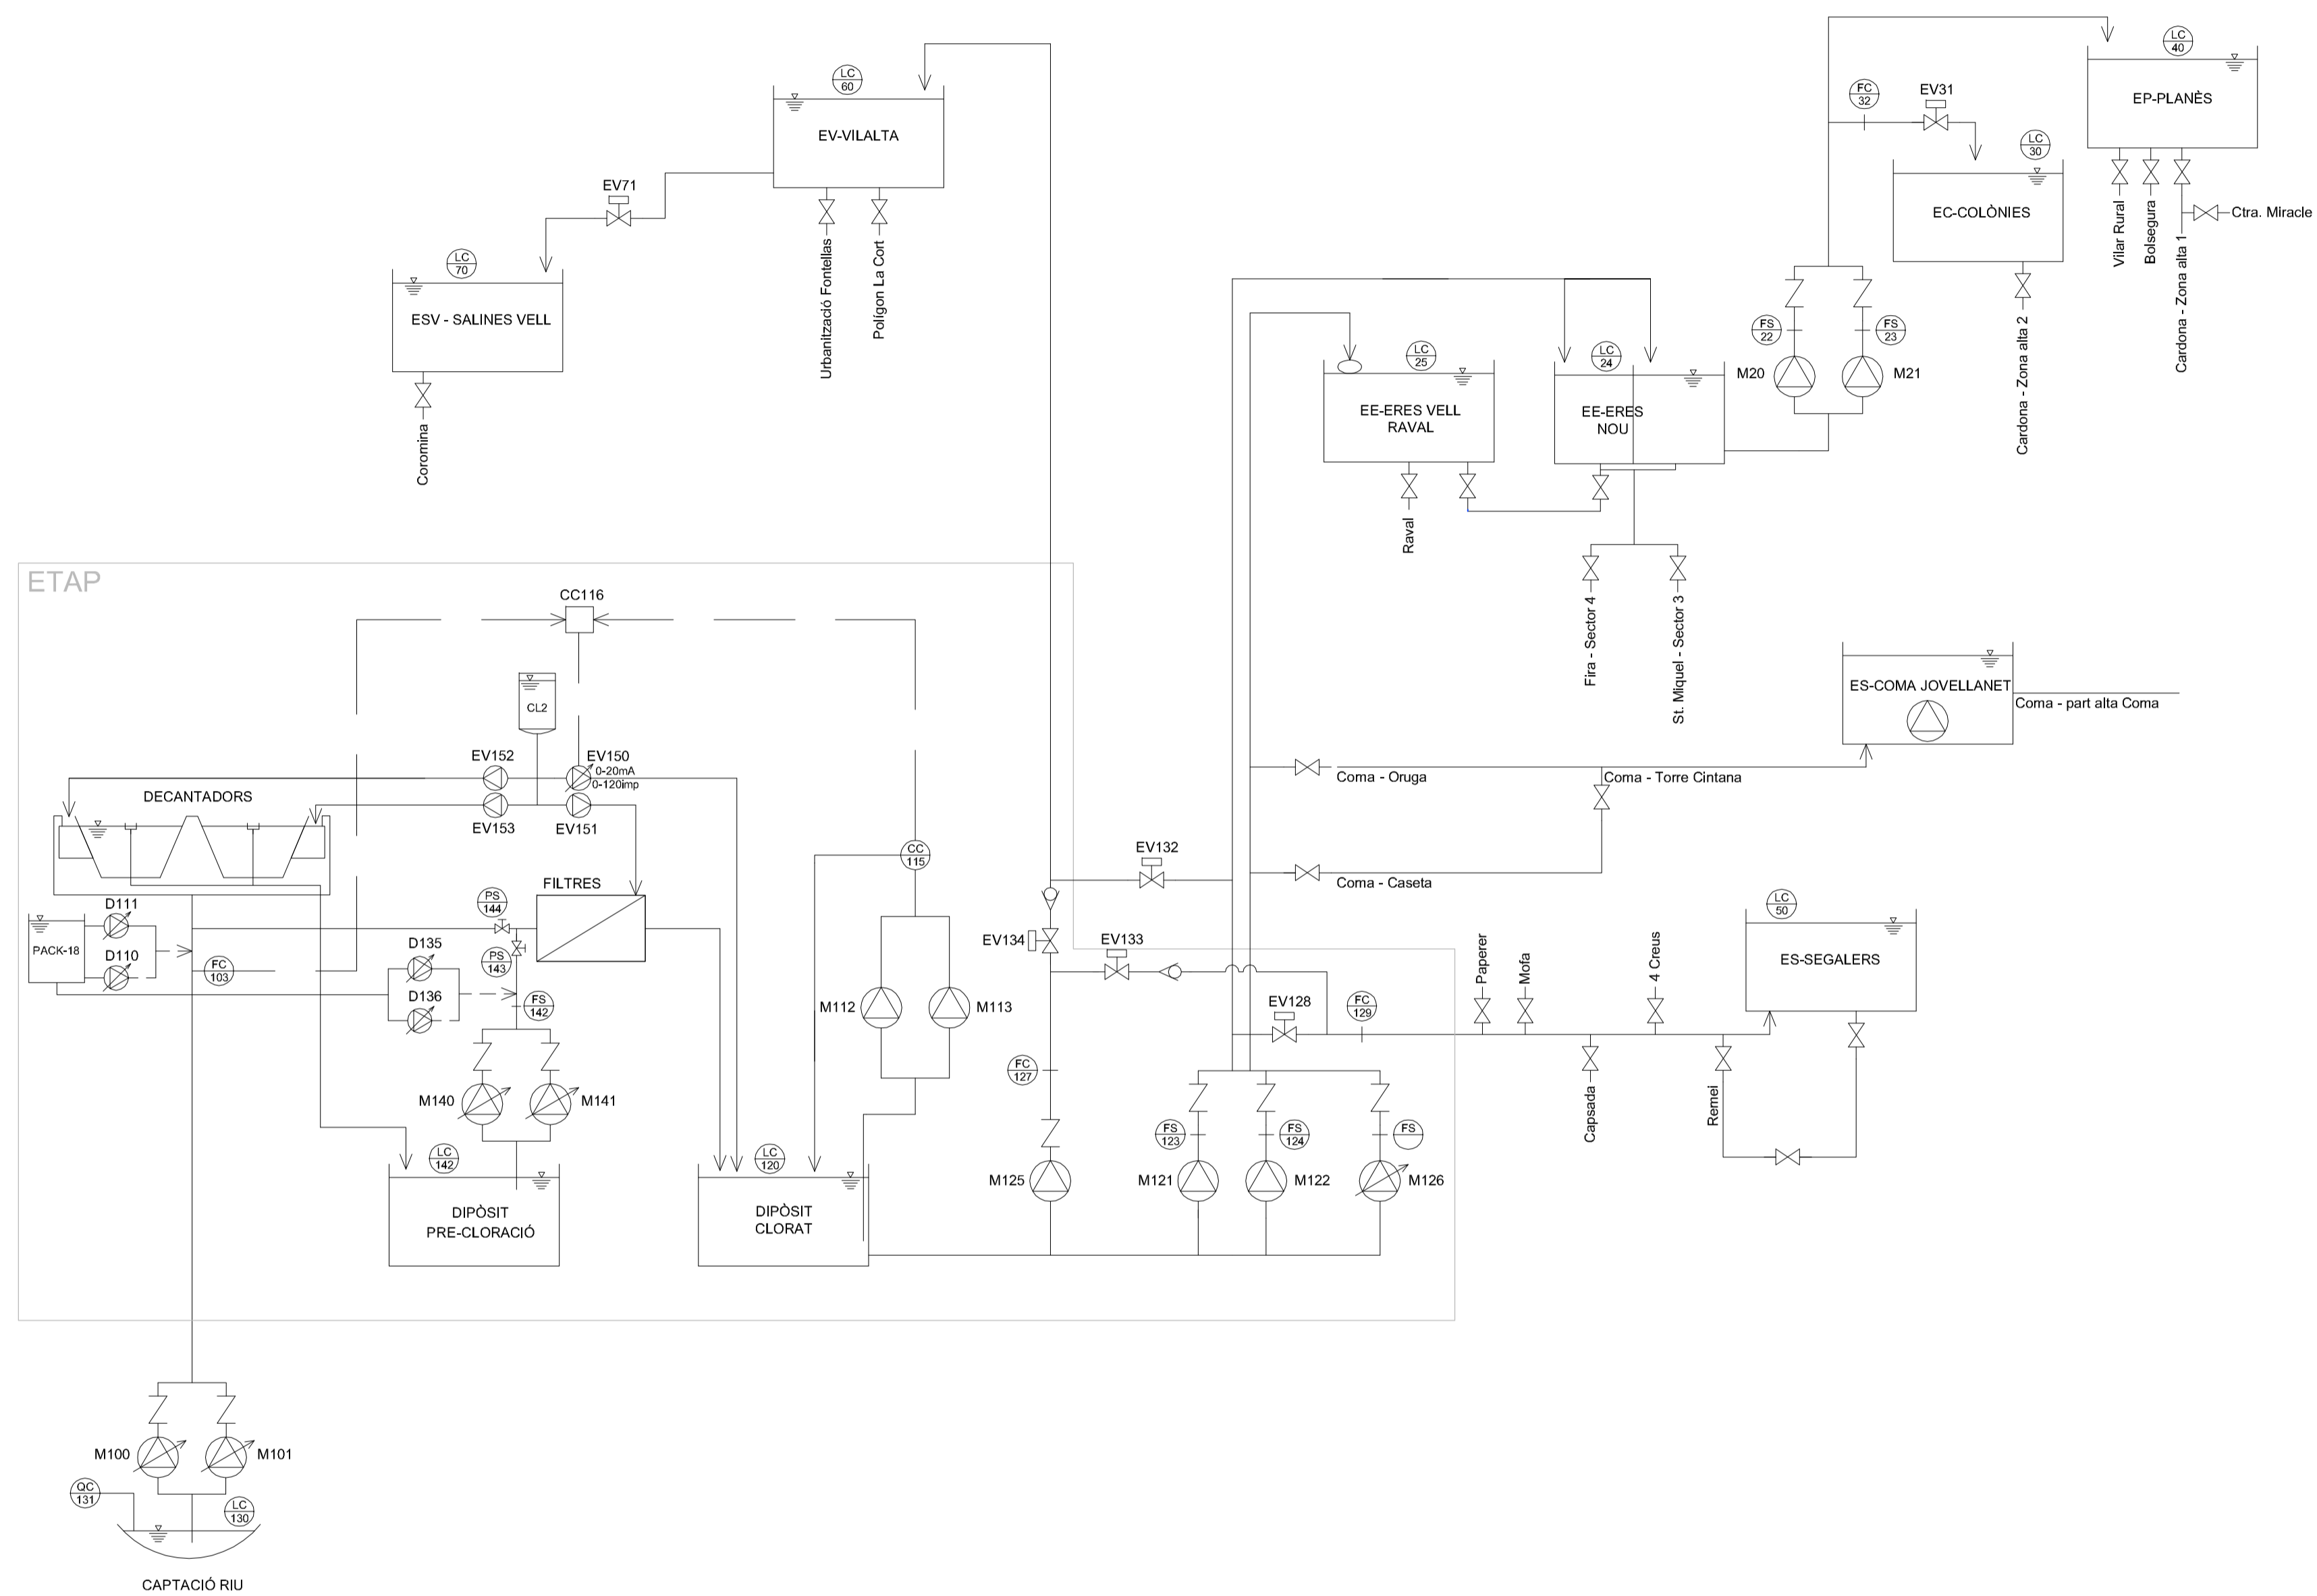 LC
40
EP-PLANÈS
FC
32
EV31
LC
30
EC-COLÒNIES
Vilar Rural
Bolsegura
Cardona - Zona alta 1
Ctra. Miracle
Cardona - Zona alta 2
LC
60
EV-VILALTA
EV71
Urbanització Fontellas
Polígon La Cort
LC
70
ESV - SALINES VELL
Coromina
FS
22
FS
23
M20
M21
LC
25
EE-ERES VELL
RAVAL
LC
24
EE-ERES
NOU
Raval
Fira - Sector 4
St. Miquel - Sector 3
ETAP
CC116
CL2
EV152
EV150
0-20mA
0-120imp
EV153
EV151
DECANTADORS
ES-COMA JOVELLANET
Coma - part alta Coma
Coma - Oruga
Coma - Torre Cintana
Coma - Caseta
CC
115
EV132
FILTRES
PS
144
PS
143
D111
D110
PACK-18
FC
103
D135
D136
FS
142
M112
M113
EV134
EV133
EV128
FC
129
Paperer
Mofa
4 Creus
LC
50
ES-SEGALERS
Capsada
Remei
FC
127
M140
M141
LC
142
DIPÒSIT
PRE-CLORACIÓ
LC
120
DIPÒSIT
CLORAT
M125
FS
123
FS
124
FS
M121
M122
M126
M100
M101
QC
131
LC
130
CAPTACIÓ RIU